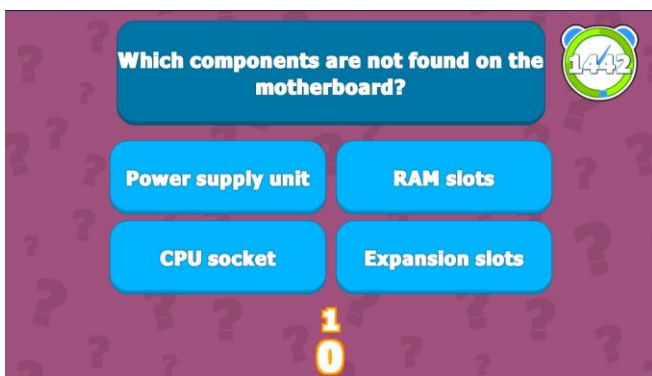 Which components are not found on the
motherboard?
1442
Power supply unit
RAM slots
CPU socket
Expansion slots
1
0